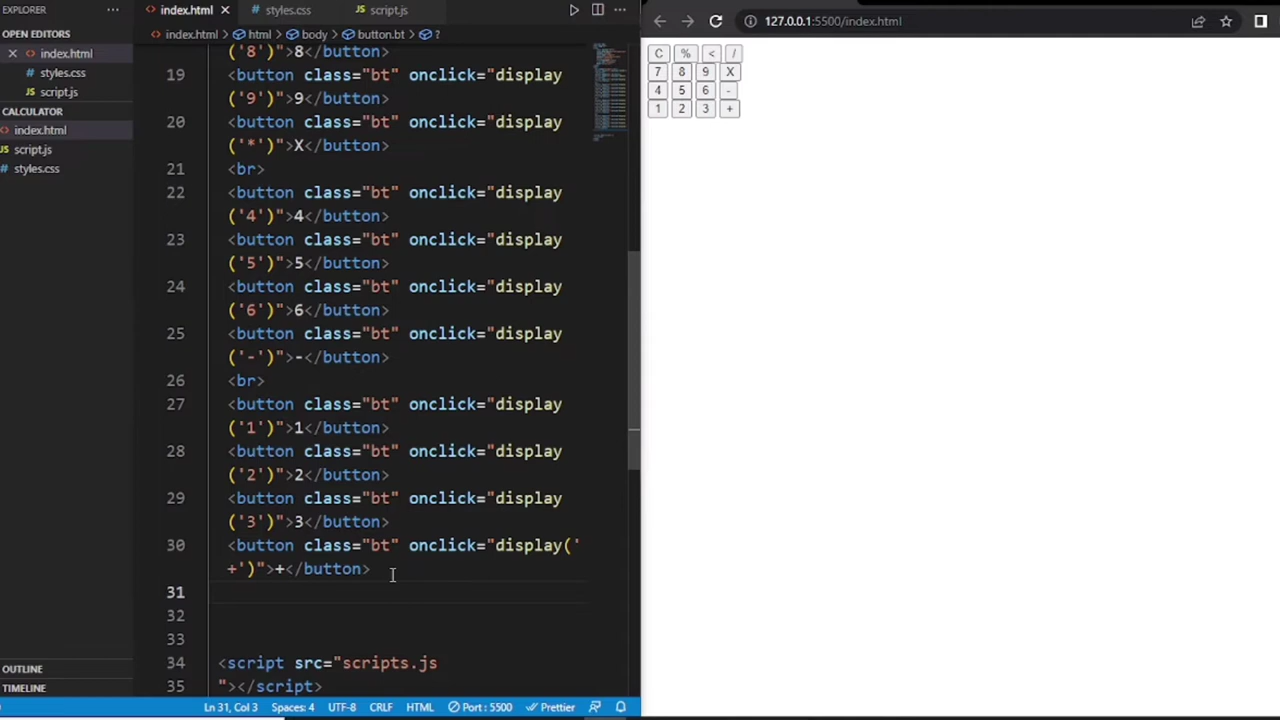 EXPLORER ···
OPEN EDITORS
index.html
styles.css
script.js
CALCULATOR
index.html
script.js
styles.css
OUTLINE
TIMELINE
index.html
styles.css
script.js
index.html > html > body > button.bt > ?
('8')">8</button>
19 <button class="bt" onclick="display
('9')">9</button>
20 <button class="bt" onclick="display
('*')">X</button>
21 <br>
22 <button class="bt" onclick="display
('4')">4</button>
23 <button class="bt" onclick="display
('5')">5</button>
24 <button class="bt" onclick="display
('6')">6</button>
25 <button class="bt" onclick="display
('-')">-</button>
26 <br>
27 <button class="bt" onclick="display
('1')">1</button>
28 <button class="bt" onclick="display
('2')">2</button>
29 <button class="bt" onclick="display
('3')">3</button>
30 <button class="bt" onclick="display('
+')">+</button>
31
32
33
34 <script src="scripts.js
35 "></script>
Ln 31, Col 3 Spaces: 4 UTF-8 CRLF HTML Port : 5500 Prettier
127.0.0.1:5500/index.html
C % < /
7 8 9 X
4 5 6 -
1 2 3 +